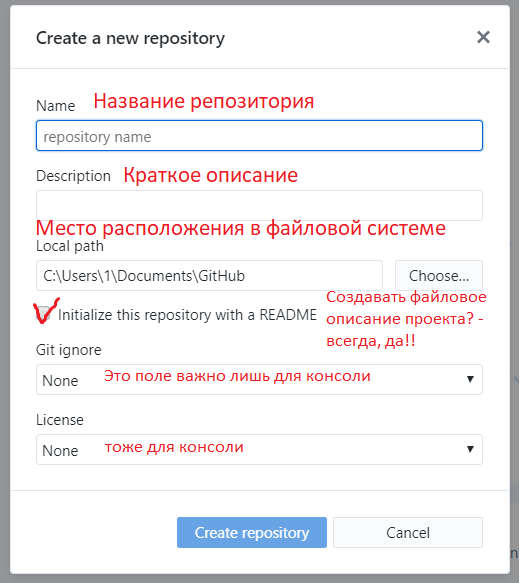 Create a new repository
Name Название репозитория
repository name
Description Краткое описание
Место расположения в файловой системе
Local path
C:\Users\1\Documents\GitHub Choose...
Initialize this repository with a README
Создавать файловое
описание проекта? -
всегда, да!!
Git ignore
None Это поле важно лишь для консоли
License
None тоже для консоли
Create repository Cancel